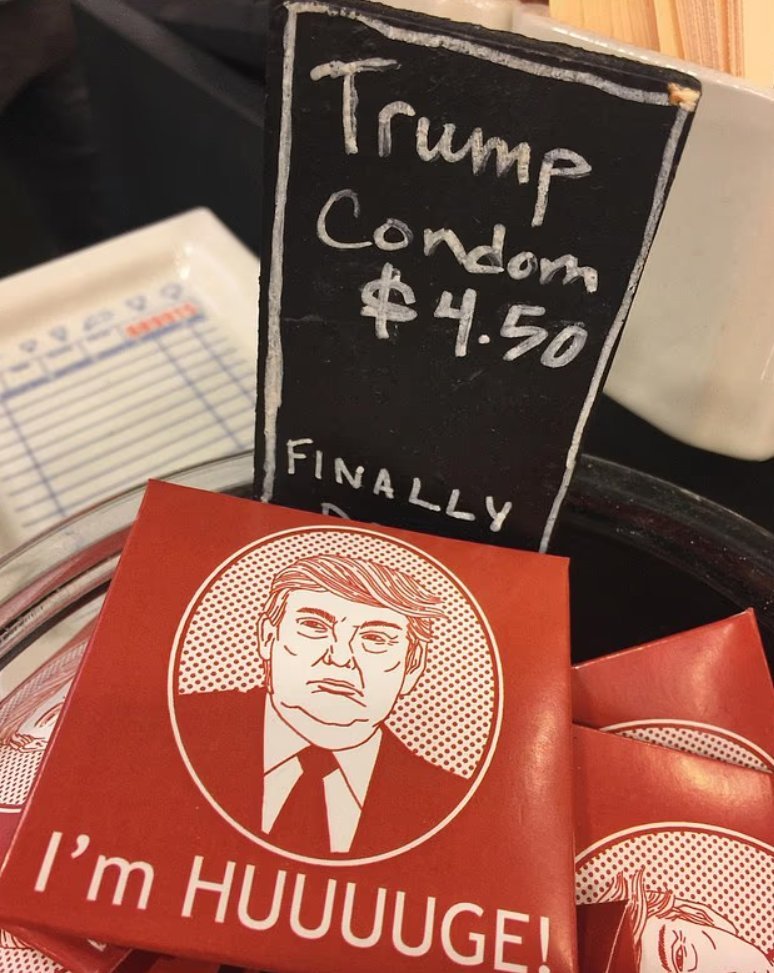 Trump
Condom
$4.50
FINALLY
I'm HUUUUGE!